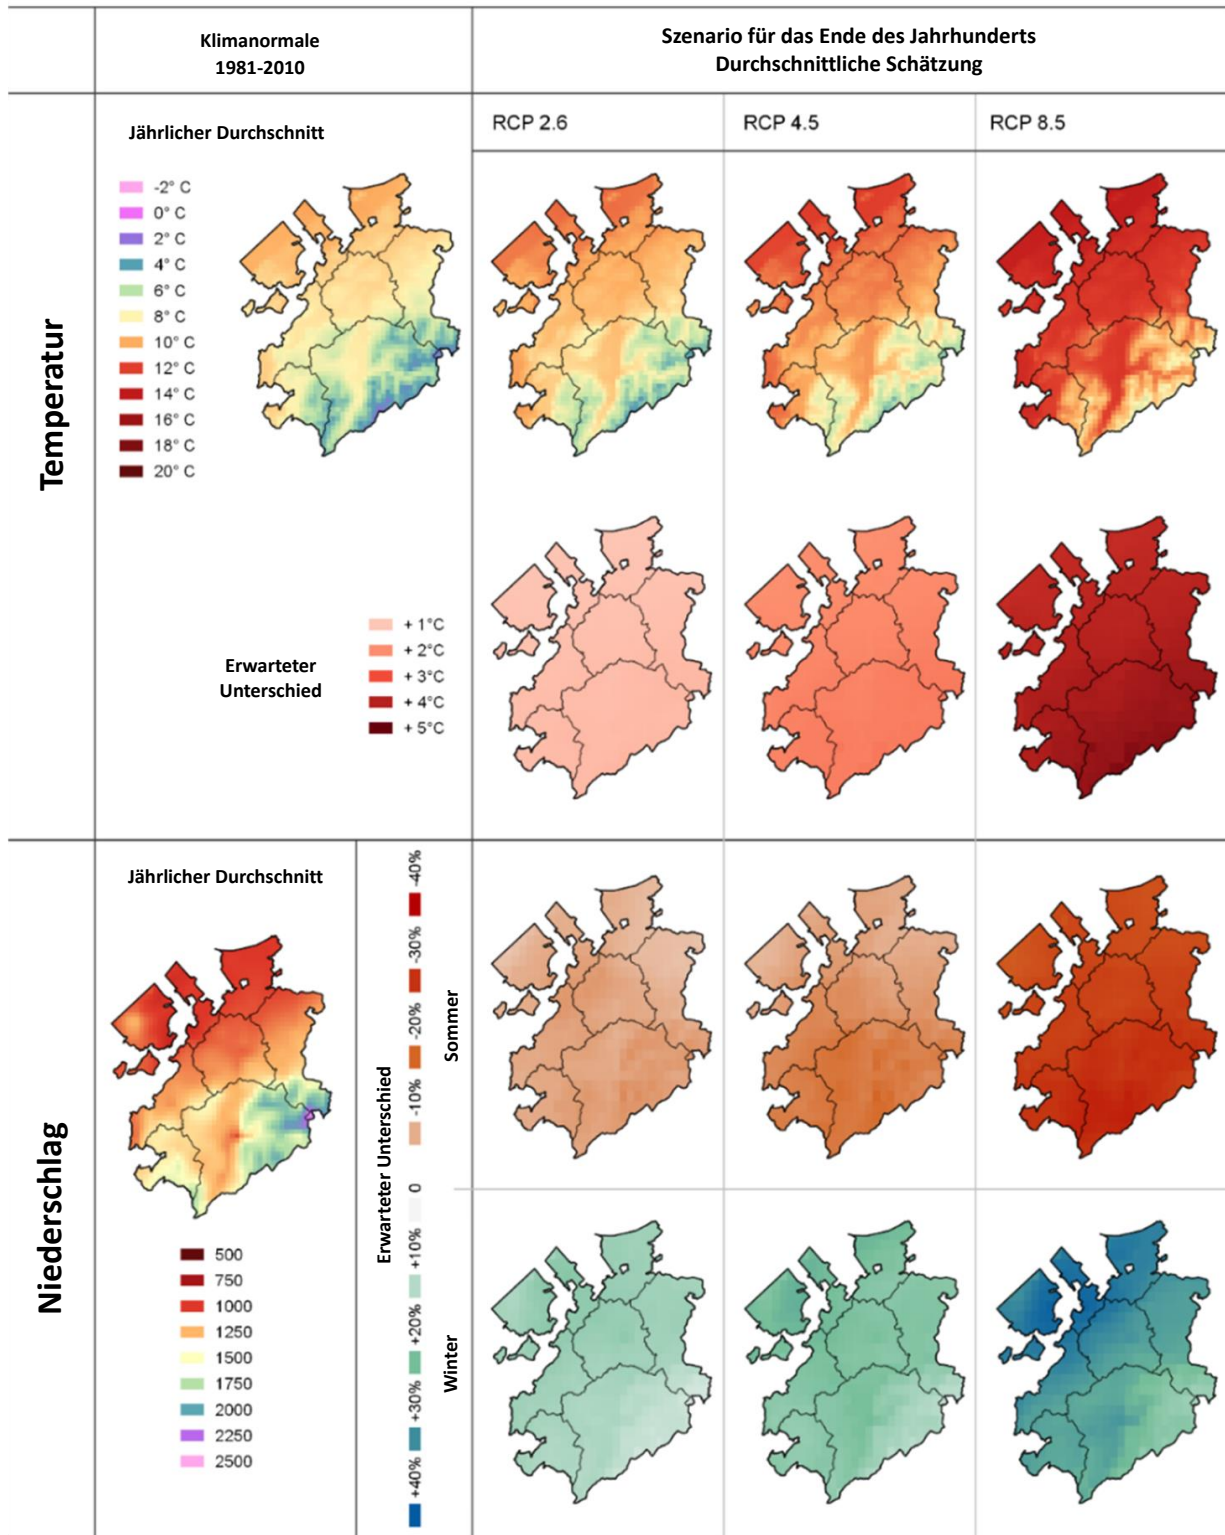 Klimanormale
1981-2010
Szenario für das Ende des Jahrhunderts
Durchschnittliche Schätzung
Temperatur
Jährlicher Durchschnitt
RCP 2.6
RCP 4.5
RCP 8.5
-2° C
0° C
2° C
4° C
6° C
8° C
10° C
12° C
14° C
16° C
18° C
20° C
Erwarteter
Unterschied
+ 1°C
+ 2°C
+ 3°C
+ 4°C
+ 5°C
Niederschlag
Jährlicher Durchschnitt
500
750
1000
1250
1500
1750
2000
2250
2500
Erwarteter Unterschied
-40%
-30%
-20%
-10%
0
+10%
+20%
+30%
+40%
Sommer
Winter